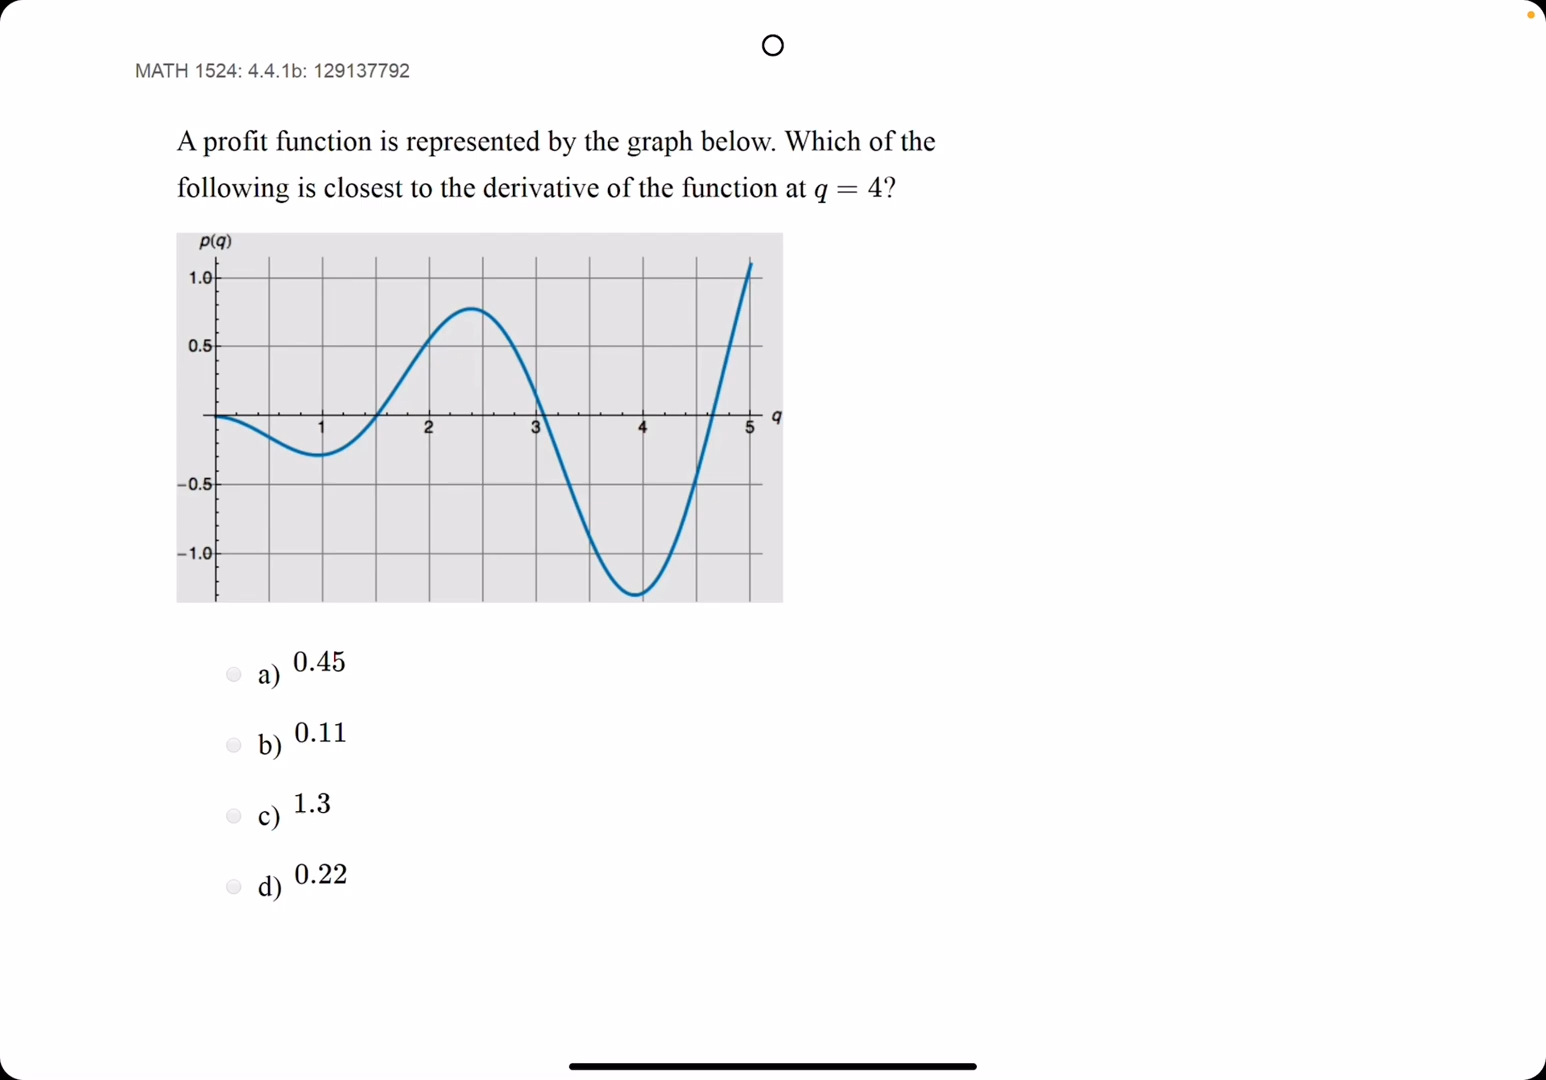 MATH 1524: 4.4.1b: 129137792
A profit function is represented by the graph below. Which of the
following is closest to the derivative of the function at q = 4?
p(q)
1.0
0.5
q
1 2 3 4 5
−0.5
−1.0
a) 0.45
b) 0.11
c) 1.3
d) 0.22